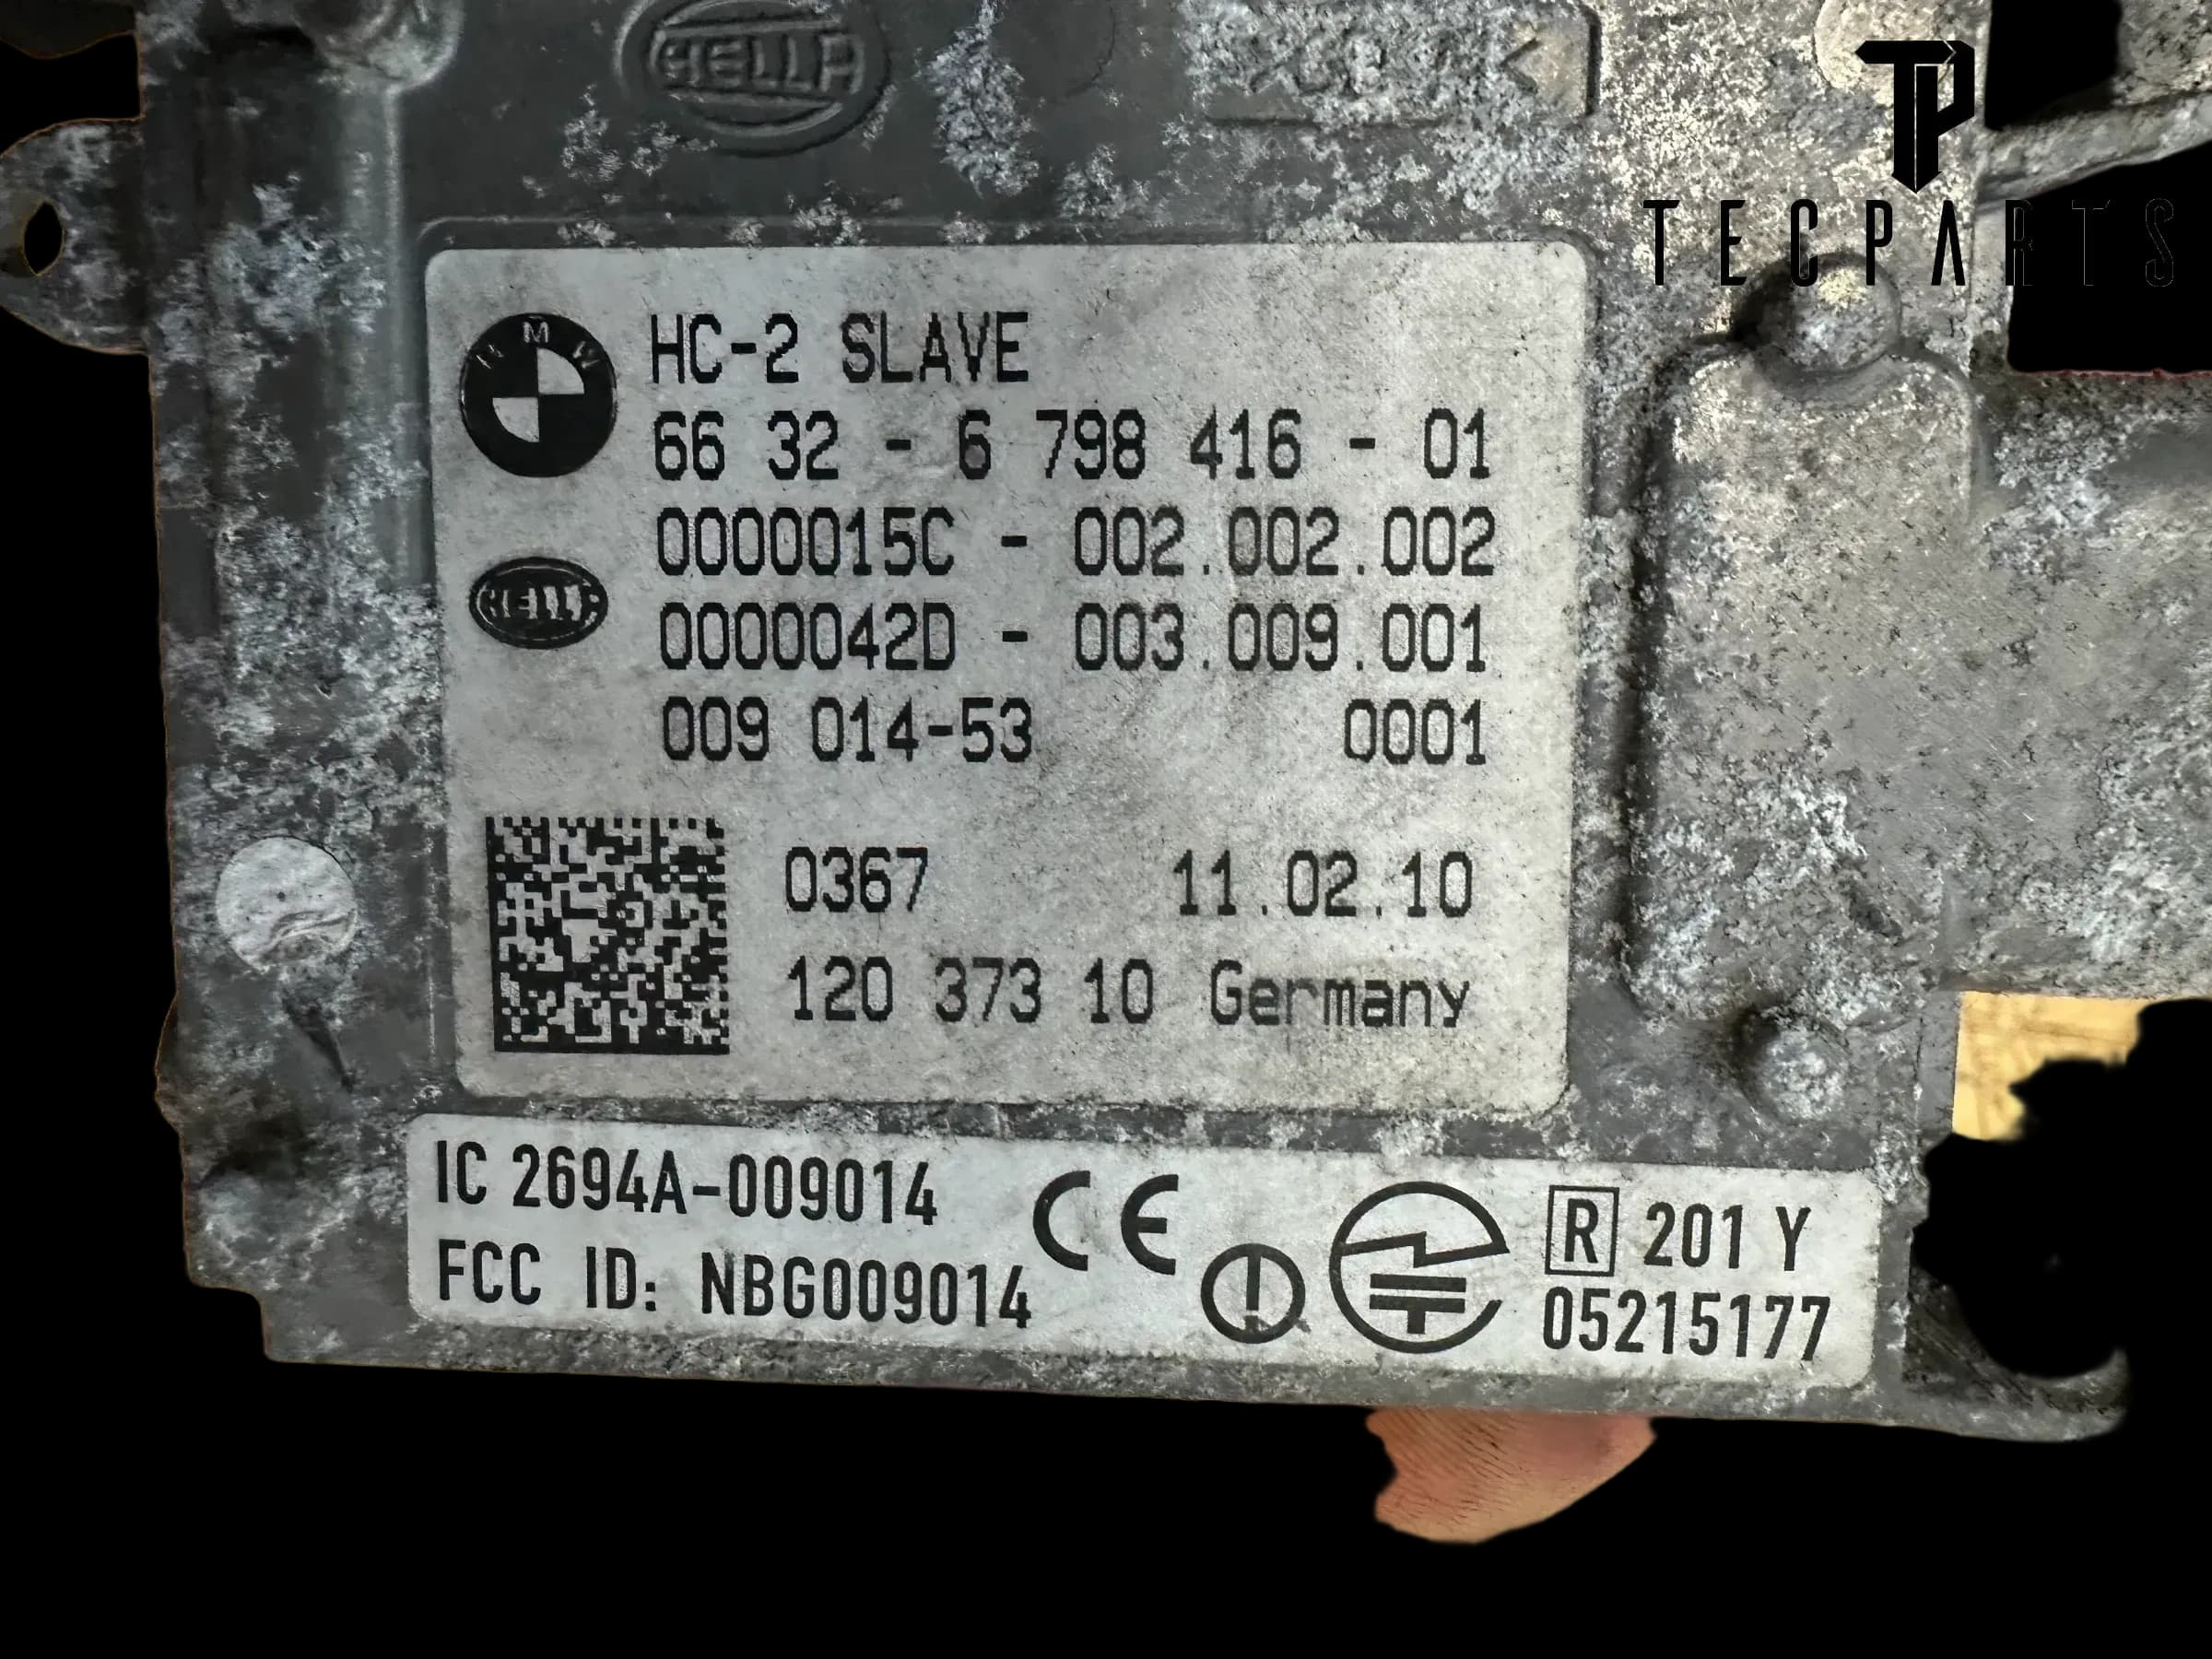 HELLA
TP
TECPARTS
BMW
HC-2 SLAVE
66 32 - 6 798 416 - 01
0000015C - 002.002.002
HELLA
0000042D - 003.009.001
009 014-53 0001
0367 11.02.10
120 373 10 Germany
IC 2694A-009014
FCC ID: NBG009014
CE
R 201 Y
05215177